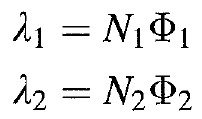 λ₁ = N₁Φ₁
λ₂ = N₂Φ₂